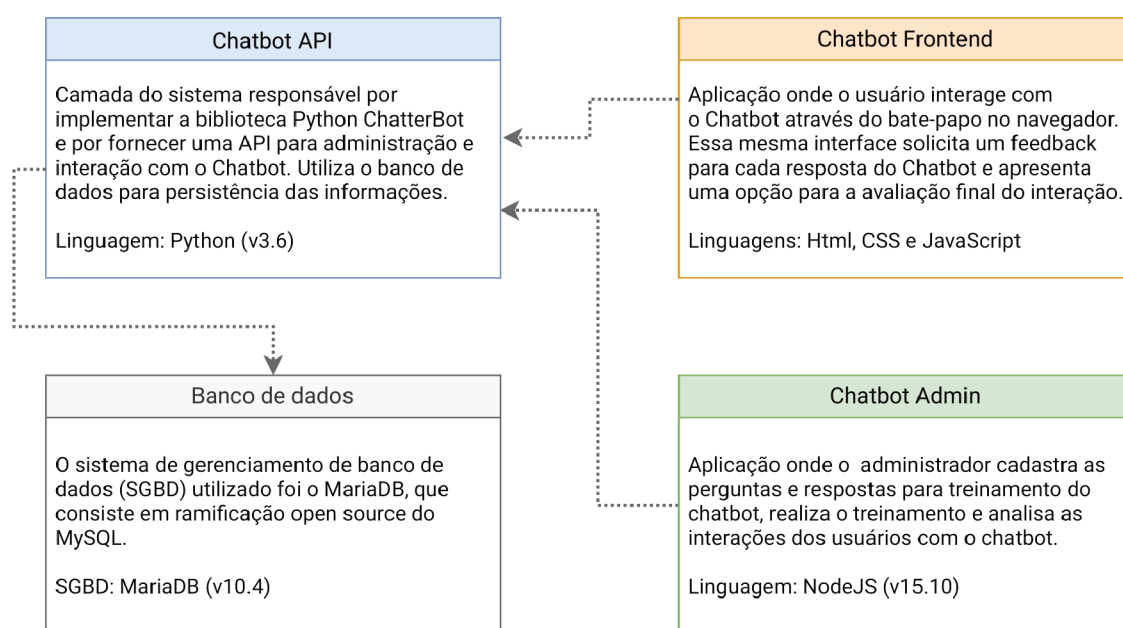 Chatbot API
Camada do sistema responsável por
implementar a biblioteca Python ChatterBot
e por fornecer uma API para administração e
interação com o Chatbot. Utiliza o banco de
dados para persistência das informações.
Linguagem: Python (v3.6)
Chatbot Frontend
Aplicação onde o usuário interage com
o Chatbot através do bate-papo no navegador.
Essa mesma interface solicita um feedback
para cada resposta do Chatbot e apresenta
uma opção para a avaliação final do interação.
Linguagens: Html, CSS e JavaScript
Banco de dados
O sistema de gerenciamento de banco de
dados (SGBD) utilizado foi o MariaDB, que
consiste em ramificação open source do
MySQL.
SGBD: MariaDB (v10.4)
Chatbot Admin
Aplicação onde o  administrador cadastra as
perguntas e respostas para treinamento do
chatbot, realiza o treinamento e analisa as
interações dos usuários com o chatbot.
Linguagem: NodeJS (v15.10)